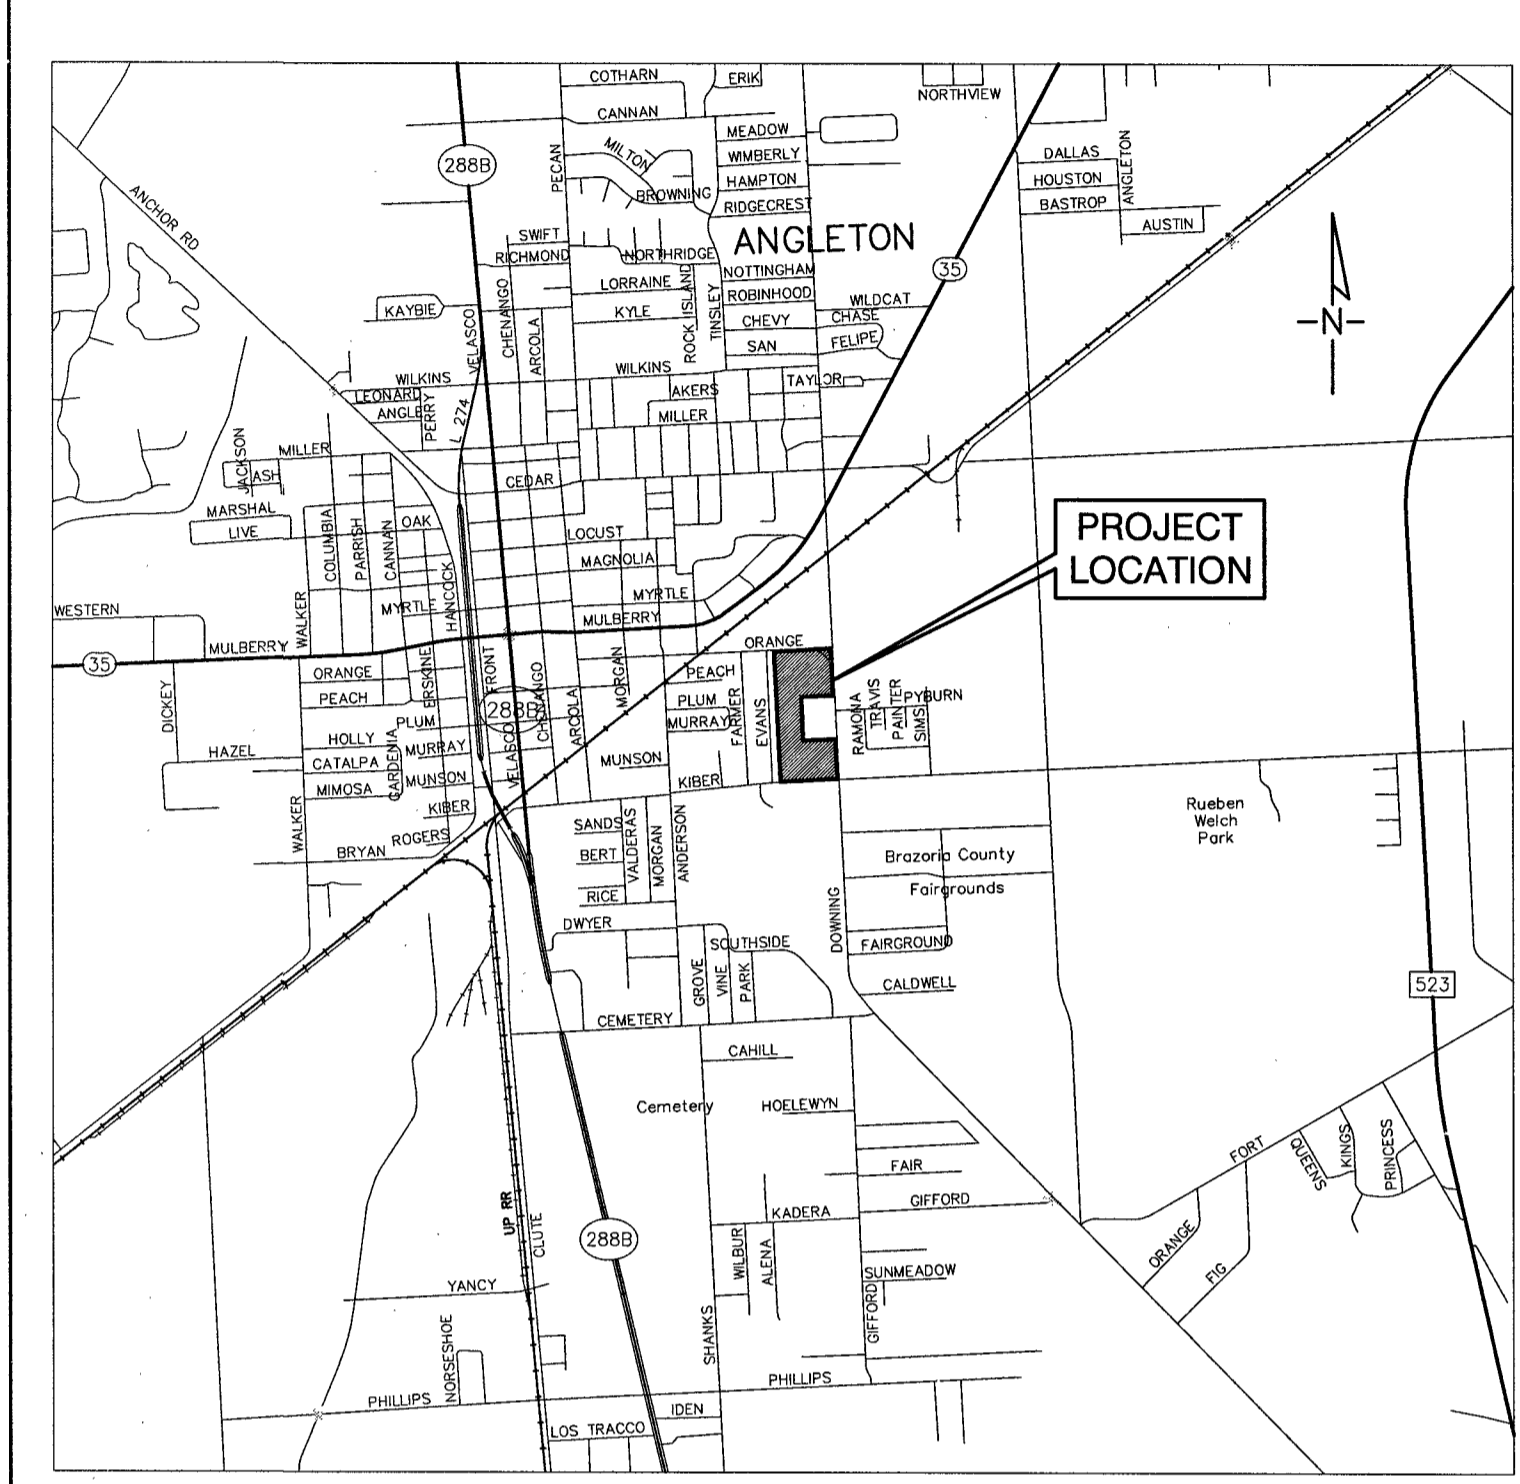 COTHARN
ERIK
NORTHVIEW
CANNAN
MEADOW
MILTON
WIMBERLY
DALLAS
288B
PECAN
HAMPTON
HOUSTON
ANGLETON
BROWNING
RIDGECREST
BASTROP
ANCHOR RD
AUSTIN
SWIFT
ANGLETON
RICHMOND
NORTHRIDGE
NOTTINGHAM
35
LORRAINE
ROBINHOOD
WILDCAT
KAYBIE
KYLE
CHEVY
CHASE
VELASCO
CHENANGO
ARCOLA
ROCK ISLAND
TINSLEY
SAN
FELIPE
-N-
WILKINS
WILKINS
TAYLOR
LEONARD
AKERS
ANGLE
PERRY
L 274
MILLER
JACKSON
MILLER
ASH
CEDAR
MARSHAL
LIVE
OAK
LOCUST
PROJECT
LOCATION
COLUMBIA
PARRISH
CANNAN
MAGNOLIA
HANCOCK
WESTERN
WALKER
MYRTLE
MYRTLE
MULBERRY
MULBERRY
35
ORANGE
ORANGE
PEACH
PEACH
ERSKINE
FRONT
CHENANGO
MORGAN
PLUM
DICKEY
PLUM
288B
ARCOLA
MURRAY
FARMER
EVANS
RAMONA
TRAVIS
PAINTER
SIMS
PYBURN
HAZEL
HOLLY
GARDENIA
MURRAY
VELASCO
CATALPA
MUNSON
MUNSON
MIMOSA
KIBER
KIBER
WALKER
ROGERS
BRYAN
SANDS
VALDERAS
MORGAN
ANDERSON
BERT
RICE
Rueben
Welch
Park
Brazoria County
Fairgrounds
DOWNING
DWYER
SOUTHSIDE
FAIRGROUND
GROVE
VINE
PARK
CALDWELL
523
CEMETERY
CAHILL
Cemetery
HOELEWYN
FORT
QUEENS
KINGS
PRINCESS
FAIR
GIFFORD
KADERA
UP RR
CLUTE
288B
WILBUR
ALENA
ORANGE
FIG
SUNMEADOW
YANCY
GIFFORD
NORSESHOE
SHANKS
PHILLIPS
PHILLIPS
IDEN
LOS TRACCO